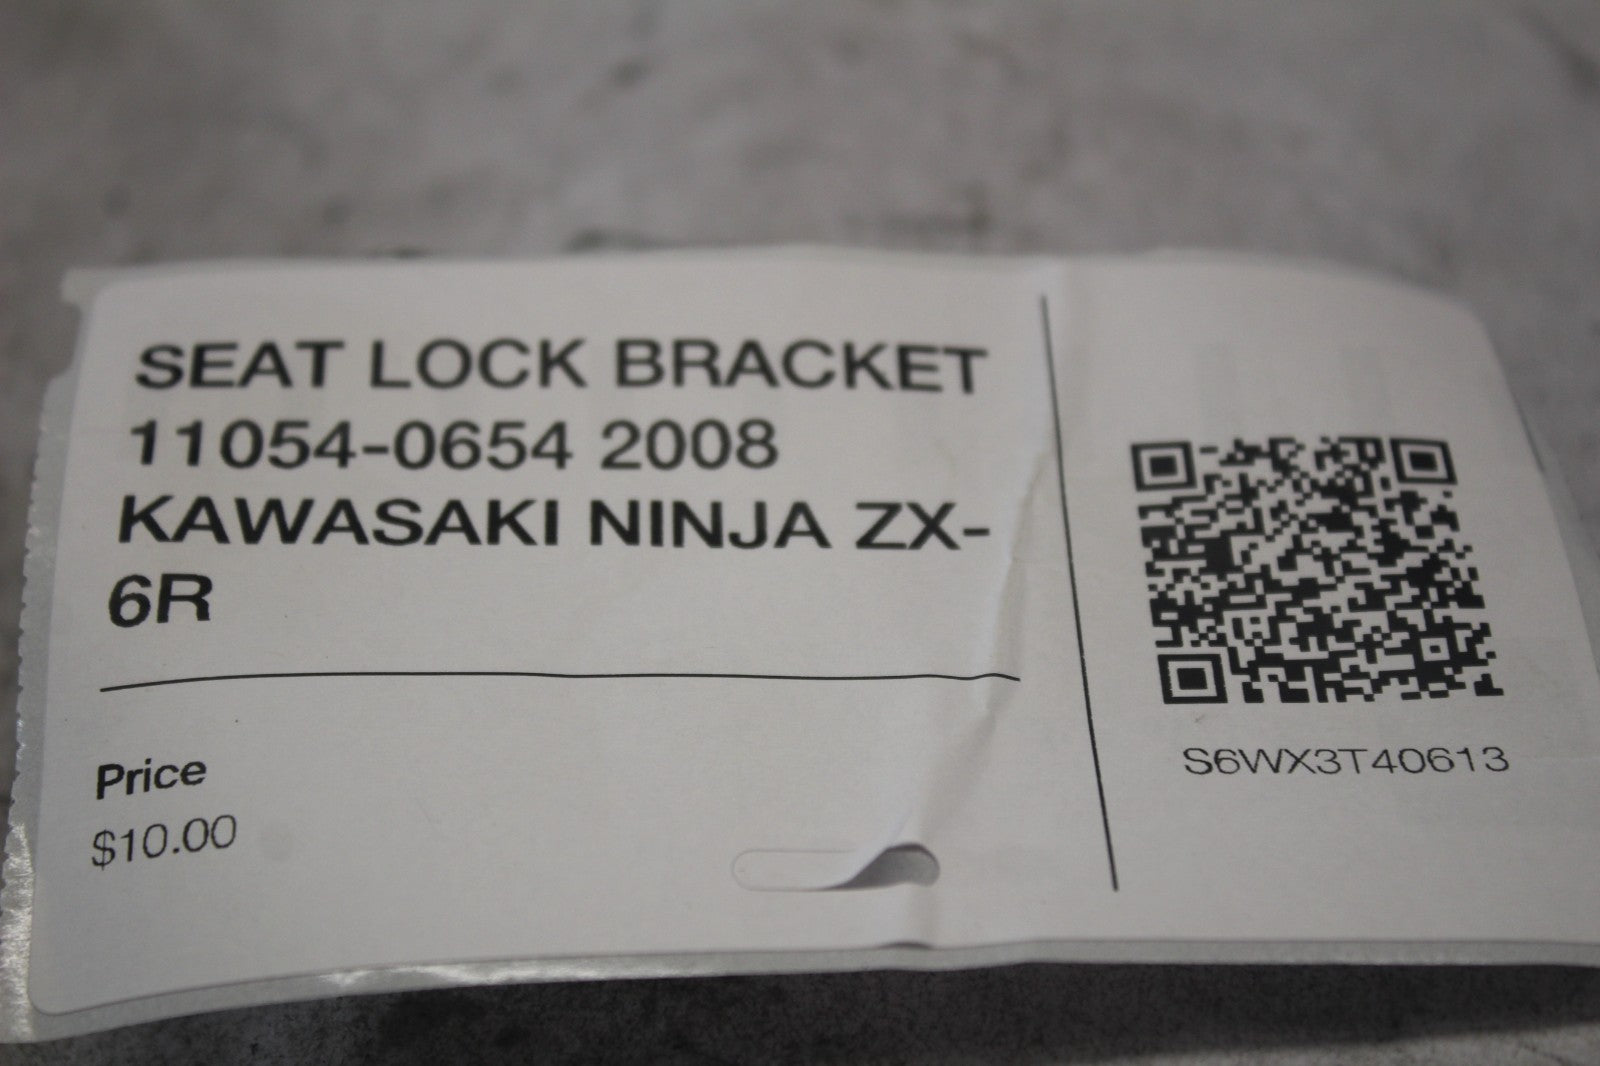 SEAT LOCK BRACKET
11054-0654 2008
KAWASAKI NINJA ZX-
6R
Price
$10.00
S6WX3T40613